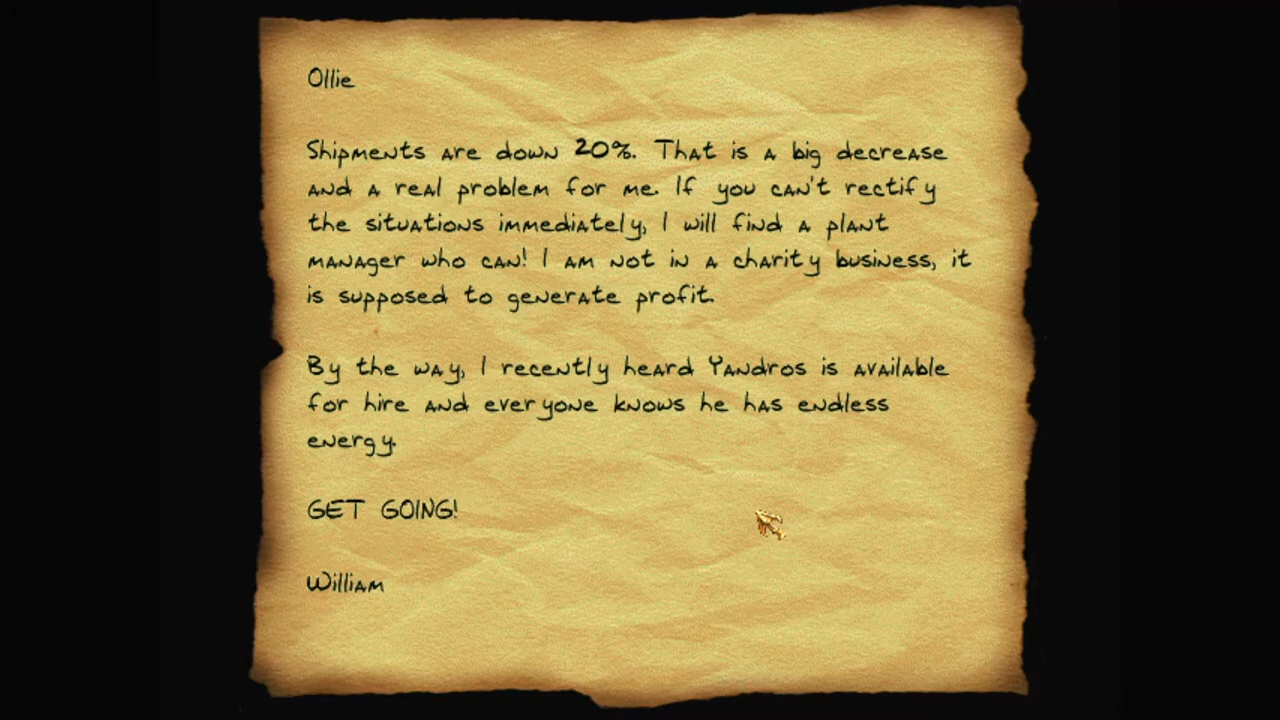 Ollie
Shipments are down 20%. That is a big decrease
and a real problem for me. If you can't rectify
the situations immediately, I will find a plant
manager who can! I am not in a charity business, it
is supposed to generate profit.
By the way, I recently heard Yandros is available
for hire and everyone knows he has endless
energy.
GET GOING!
William